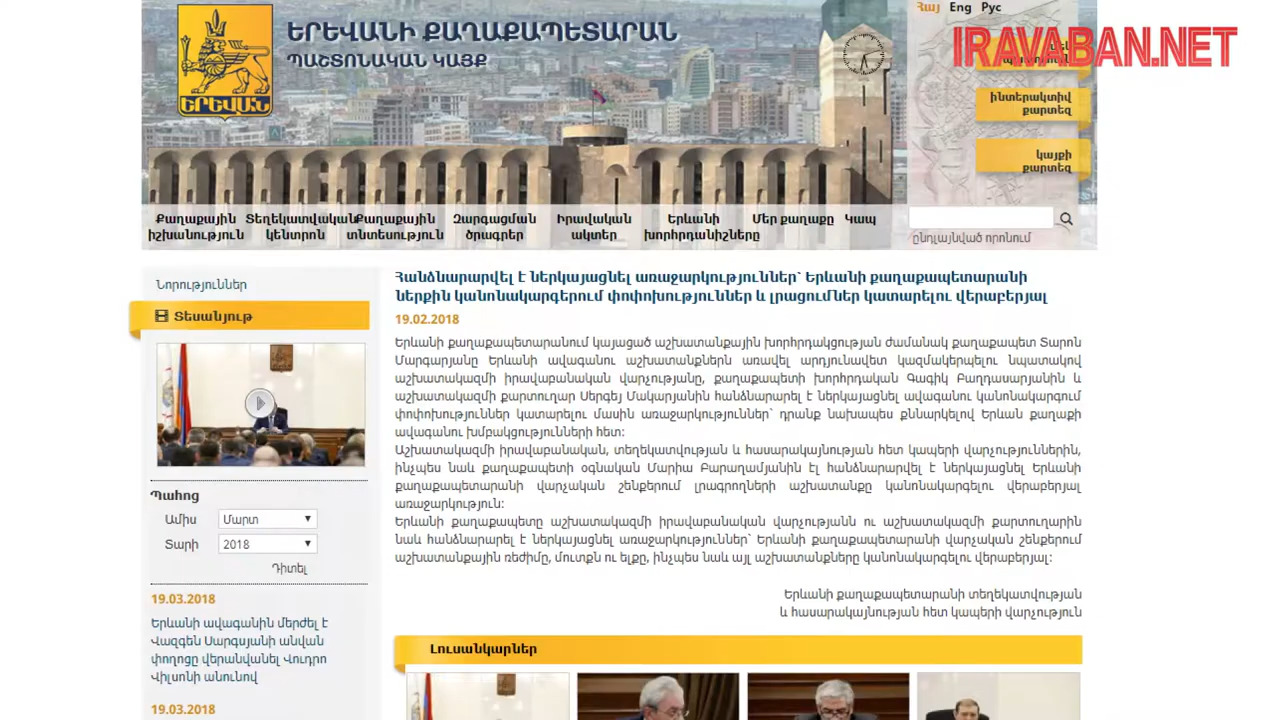 Հայ Eng Рус
IRAVABAN.NET
ԵՐԵՎԱՆԻ ՔԱՂԱՔԱՊԵՏԱՐԱՆ
ՊԱՇՏՈՆԱԿԱՆ ԿԱՅՔ
ԵՐԵՎԱՆ
ինտերակտիվ
քարտեզ
կայքի
քարտեզ
Քաղաքային
իշխանություն
Տեղեկատվական
կենտրոն
Քաղաքային
տնտեսություն
Զարգացման
ծրագրեր
Իրավական
ակտեր
Երևանի
խորհրդանիշները
Մեր քաղաքը
Կապ
ընդլայնված որոնում
Նորություններ
Տեսանյութ
Պահոց
Ամիս Մարտ
Տարի 2018
Դիտել
19.03.2018
Երևանի ավագանին մերժել է
Վազգեն Սարգսյանի անվան
փողոցը վերանվանել Վուդրո
Վիլսոնի անունով
19.03.2018
Հանձնարարվել է ներկայացնել առաջարկություններ` Երևանի քաղաքապետարանի
ներքին կանոնակարգերում փոփոխություններ և լրացումներ կատարելու վերաբերյալ
19.02.2018
Երևանի քաղաքապետարանում կայացած աշխատանքային խորհրդակցության ժամանակ քաղաքապետ Տարոն
Մարգարյանը Երևանի ավագանու աշխատանքներն առավել արդյունավետ կազմակերպելու նպատակով
աշխատակազմի իրավաբանական վարչությանը, քաղաքապետի խորհրդական Գագիկ Բաղդասարյանին և
աշխատակազմի քարտուղար Սերգեյ Մակարյանին հանձնարարել է ներկայացնել ավագանու կանոնակարգում
փոփոխություններ կատարելու մասին առաջարկություններ` դրանք նախապես քննարկելով Երևան քաղաքի
ավագանու խմբակցությունների հետ:
Աշխատակազմի իրավաբանական, տեղեկատվության և հասարակայնության հետ կապերի վարչություններին,
ինչպես նաև քաղաքապետի օգնական Մարիա Բարաղամյանին էլ հանձնարարվել է ներկայացնել Երևանի
քաղաքապետարանի վարչական շենքերում լրագրողների աշխատանքը կանոնակարգելու վերաբերյալ
առաջարկություն:
Երևանի քաղաքապետը աշխատակազմի իրավաբանական վարչությանն ու աշխատակազմի քարտուղարին
նաև հանձնարարել է ներկայացնել առաջարկություններ` Երևանի քաղաքապետարանի վարչական շենքերում
աշխատանքային ռեժիմը, մուտքն ու ելքը, ինչպես նաև այլ աշխատանքները կանոնակարգելու վերաբերյալ:
Երևանի քաղաքապետարանի տեղեկատվության
և հասարակայնության հետ կապերի վարչություն
Լուսանկարներ